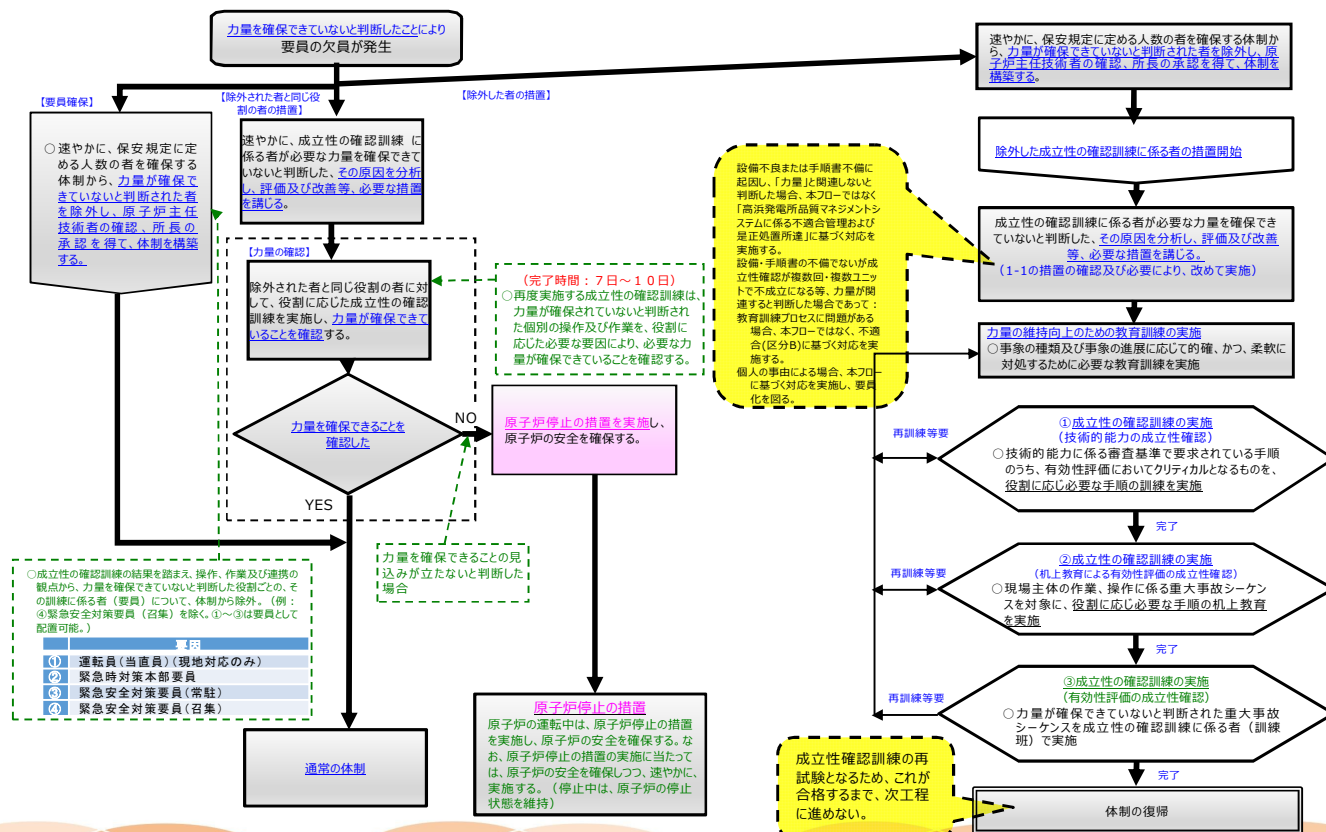 力量を確保できていないと判断したことにより
要員の欠員が発生
【要員確保】
○速やかに、保安規定に定
める人数の者を確保する
体制から、力量が確保で
きていないと判断された者
を除外し、原子炉主任
技術者の確認、所長の
承認を得て、体制を構築
する。
【除外された者と同じ役
割の者の措置】
速やかに、成立性の確認訓練 に
係る者が必要な力量を確保できて
いないと判断した、その原因を分析
し、評価及び改善等、必要な措置
を講じる。
【力量の確認】
除外された者と同じ役割の者に対
して、役割に応じた成立性の確認
訓練を実施し、力量が確保できて
いることを確認する。
力量を確保できることを
確認した
NO
YES
(完了時間:7日~10日)
○再度実施する成立性の確認訓練は、
力量が確保されていないと判断され
た個別の操作及び作業を、役割に
応じた必要な要因により、必要な力
量が確保できていることを確認する。
原子炉停止の措置を実施し、
原子炉の安全を確保する。
力量を確保できることの見
込みが立たないと判断した
場合
○成立性の確認訓練の結果を踏まえ、操作、作業及び連携の
観点から、力量を確保できていないと判断した役割ごとの、そ
の訓練に係る者(要員)について、体制から除外。(例:
④緊急安全対策要員(召集)を除く。①~③は要員として
配置可能。)
要因
① 運転員(当直員)(現地対応のみ)
② 緊急時対策本部要員
③ 緊急安全対策要員(常駐)
④ 緊急安全対策要員(召集)
通常の体制
原子炉停止の措置
原子炉の運転中は、原子炉停止の措置
を実施し、原子炉の安全を確保する。な
お、原子炉停止の措置の実施に当たって
は、原子炉の安全を確保しつつ、速やかに、
実施する。(停止中は、原子炉の停止
状態を維持)
【除外した者の措置】
速やかに、保安規定に定める人数の者を確保する体制か
ら、力量が確保できていないと判断された者を除外し、原
子炉主任技術者の確認、所長の承認を得て、体制を
構築する。
除外した成立性の確認訓練に係る者の措置開始
成立性の確認訓練に係る者が必要な力量を確保でき
ていないと判断した、その原因を分析し、評価及び改善
等、必要な措置を講じる。
(1-1の措置の確認及び必要により、改めて実施)
設備不良または手順書不備に
起因し、「力量」と関連しないと
判断した場合、本フローではなく
「高浜発電所品質マネジメントシ
ステムに係る不適合管理および
是正処置所達」に基づく対応を
実施する。
設備・手順書の不備でないが成
立性確認が複数回・複数ユニッ
トで不成立になる等、力量が関
連すると判断した場合であって:
教育訓練プロセスに問題がある
場合、本フローではなく、不適
合(区分B)に基づく対応を実
施する。
個人の事由による場合、本フロー
に基づく対応を実施し、要員
化を図る。
力量の維持向上のための教育訓練の実施
○事象の種類及び事象の進展に応じて的確、かつ、柔軟に
対処するために必要な教育訓練を実施
再訓練等要
①成立性の確認訓練の実施
(技術的能力の成立性確認)
○技術的能力に係る審査基準で要求されている手順
のうち、有効性評価においてクリティカルとなるものを、
役割に応じ必要な手順の訓練を実施
完了
再訓練等要
②成立性の確認訓練の実施
(机上教育による有効性評価の成立性確認)
○現場主体の作業、操作に係る重大事故シーケン
スを対象に、役割に応じ必要な手順の机上教育
を実施
完了
再訓練等要
③成立性の確認訓練の実施
(有効性評価の成立性確認)
○力量が確保できていないと判断された重大事故
シーケンスを成立性の確認訓練に係る者(訓練
班)で実施
完了
成立性確認訓練の再
試験となるため、これが
合格するまで、次工程
に進めない。
体制の復帰